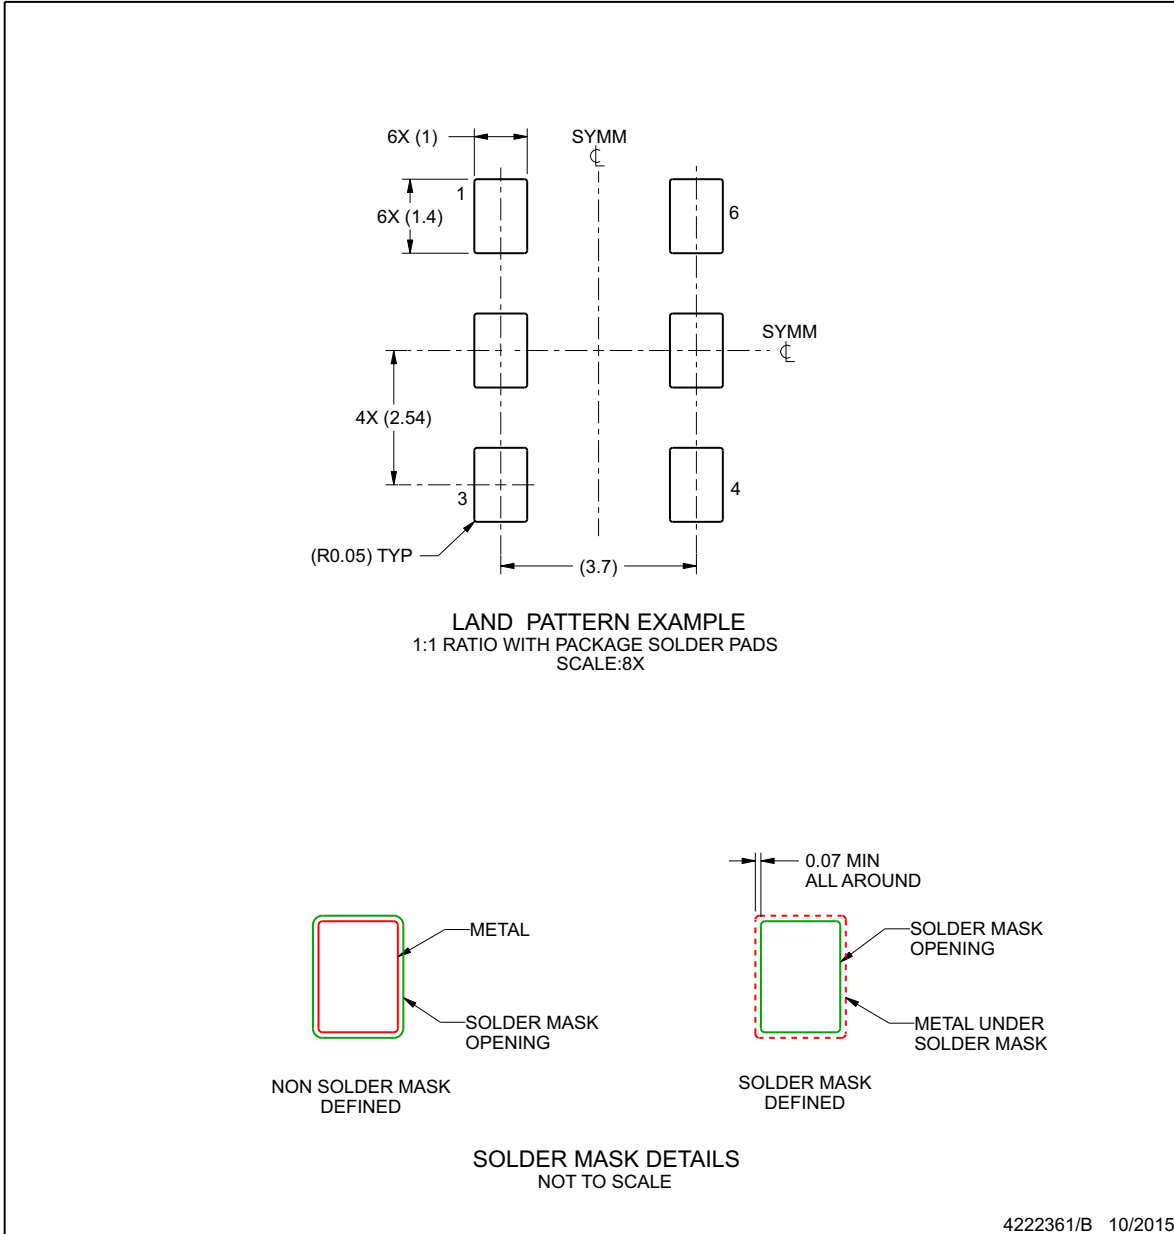 6X (1)
SYMM
1
6X (1.4)
6
SYMM
4X (2.54)
3
4
(R0.05) TYP
(3.7)
LAND PATTERN EXAMPLE
1:1 RATIO WITH PACKAGE SOLDER PADS
SCALE:8X
0.07 MIN
ALL AROUND
METAL
SOLDER MASK
OPENING
NON SOLDER MASK
DEFINED
SOLDER MASK
OPENING
METAL UNDER
SOLDER MASK
SOLDER MASK
DEFINED
SOLDER MASK DETAILS
NOT TO SCALE
4222361/B 10/2015